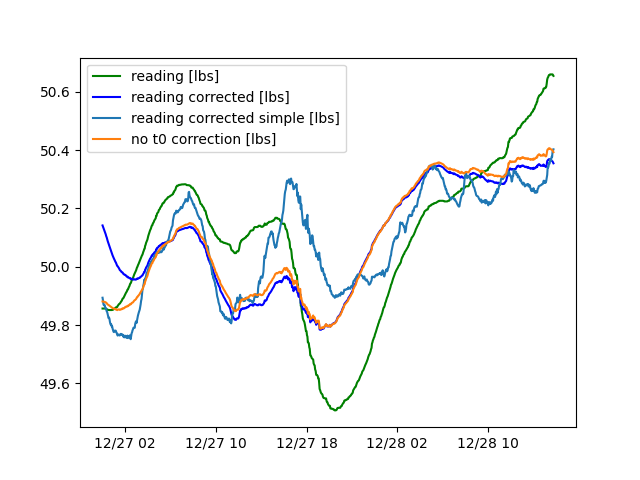 reading [lbs]
reading corrected [lbs]
reading corrected simple [lbs]
no t0 correction [lbs]
50.6
50.4
50.2
50.0
49.8
49.6
12/27 02 12/27 10 12/27 18 12/28 02 12/28 10